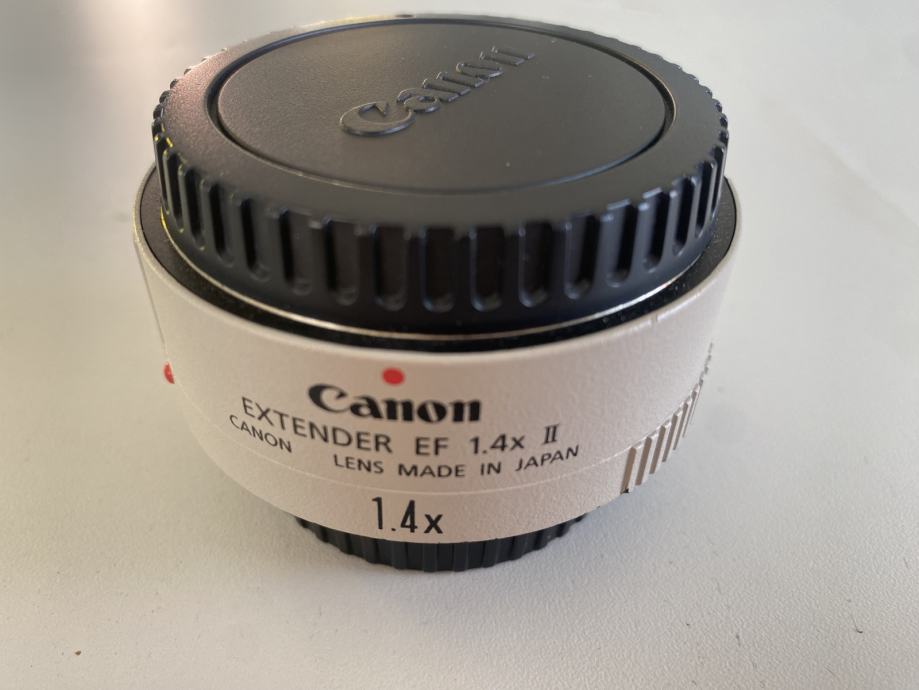 Canon
Canon
EXTENDER EF 1.4x II
CANON LENS MADE IN JAPAN
1.4x